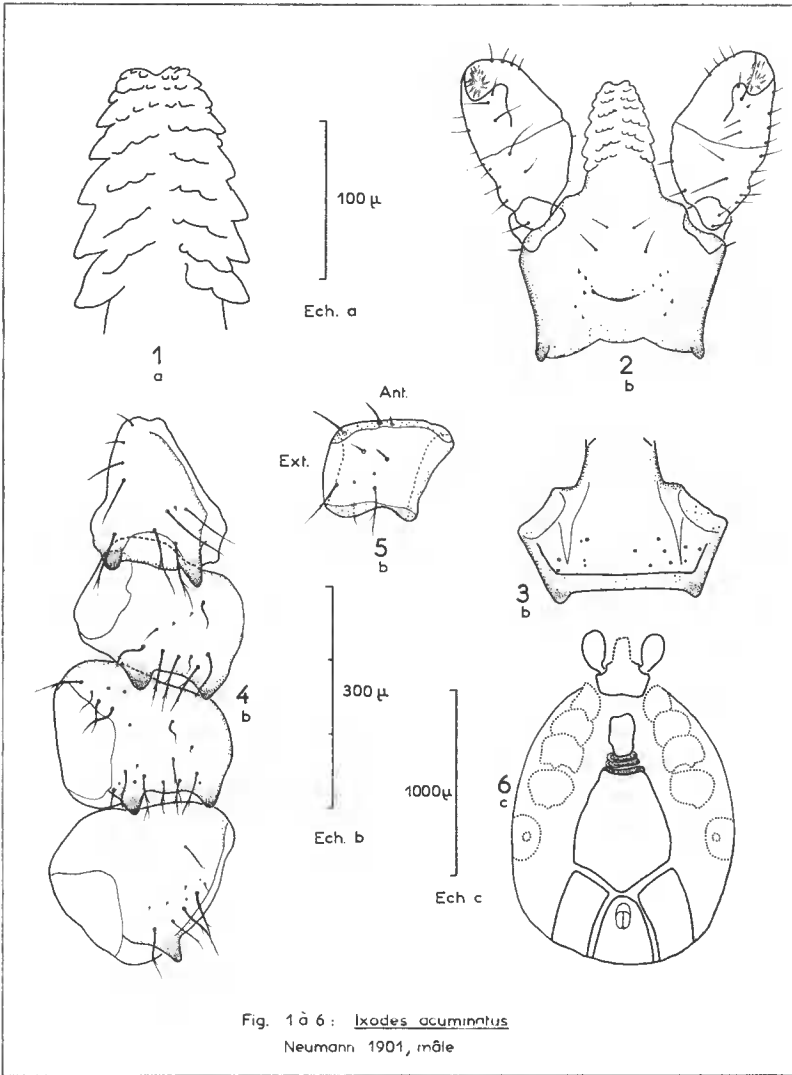 100 µ
Ech. a
1
a
2
b
Ant.
Ext.
5
b
3
b
4
b
300 µ
Ech. b
1000µ
Ech c
6
c
Fig. 1 à 6 : Ixodes acuminatus
Neumann 1901, mâle